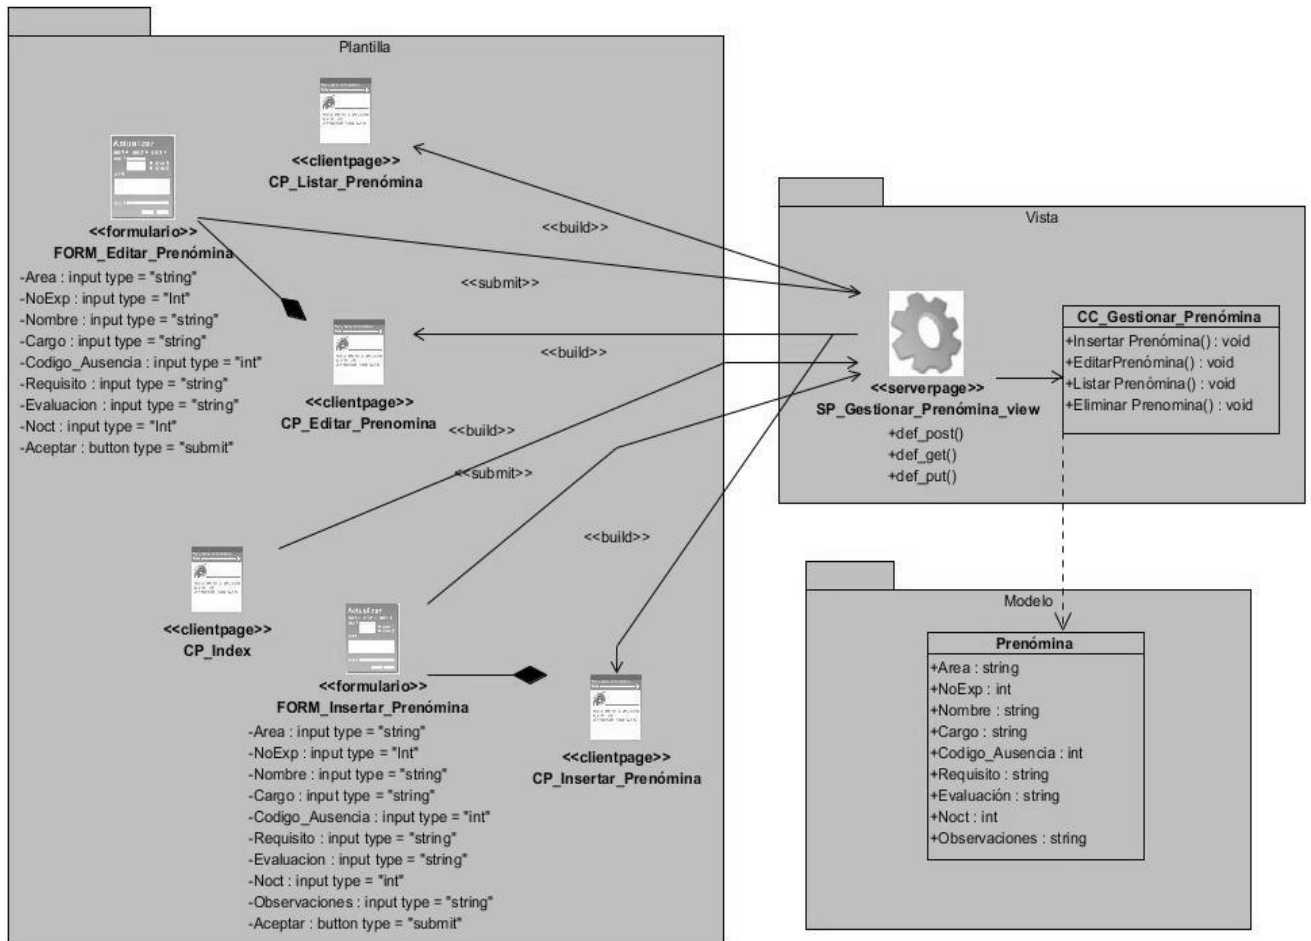 Plantilla
<<clientpage>>
CP_Listar_Prenómina
Actualizar
<<formulario>>
FORM_Editar_Prenómina
-Area : input type = "string"
-NoExp : input type = "Int"
-Nombre : input type = "string"
-Cargo : input type = "string"
-Codigo_Ausencia : input type = "int"
-Requisito : input type = "string"
-Evaluacion : input type = "string"
-Noct : input type = "Int"
-Aceptar : button type = "submit"
<<build>>
<<submit>>
<<build>>
<<clientpage>>
CP_Editar_Prenomina
<<build>>
<<submit>>
<<build>>
<<clientpage>>
CP_Index
Actualizar
<<formulario>>
FORM_Insertar_Prenómina
-Area : input type = "string"
-NoExp : input type = "Int"
-Nombre : input type = "string"
-Cargo : input type = "string"
-Codigo_Ausencia : input type = "int"
-Requisito : input type = "string"
-Evaluacion : input type = "string"
-Noct : input type = "int"
-Observaciones : input type = "string"
-Aceptar : button type = "submit"
<<clientpage>>
CP_Insertar_Prenómina
Vista
<<serverpage>>
SP_Gestionar_Prenómina_view
+def_post()
+def_get()
+def_put()
CC_Gestionar_Prenómina
+Insertar Prenómina() : void
+EditarPrenómina() : void
+Listar Prenómina() : void
+Eliminar Prenomina() : void
Modelo
Prenómina
+Area : string
+NoExp : int
+Nombre : string
+Cargo : string
+Codigo_Ausencia : int
+Requisito : string
+Evaluación : string
+Noct : int
+Observaciones : string